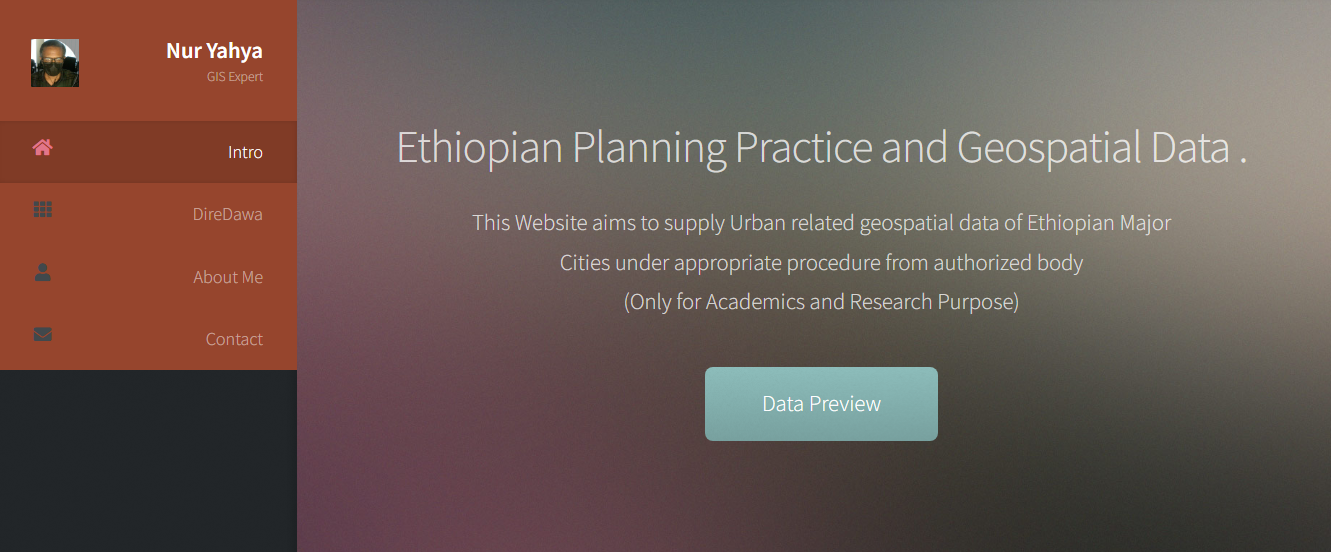 Nur Yahya
GIS Expert
Intro
DireDawa
About Me
Contact
Ethiopian Planning Practice and Geospatial Data .
This Website aims to supply Urban related geospatial data of Ethiopian Major
Cities under appropriate procedure from authorized body
(Only for Academics and Research Purpose)
Data Preview